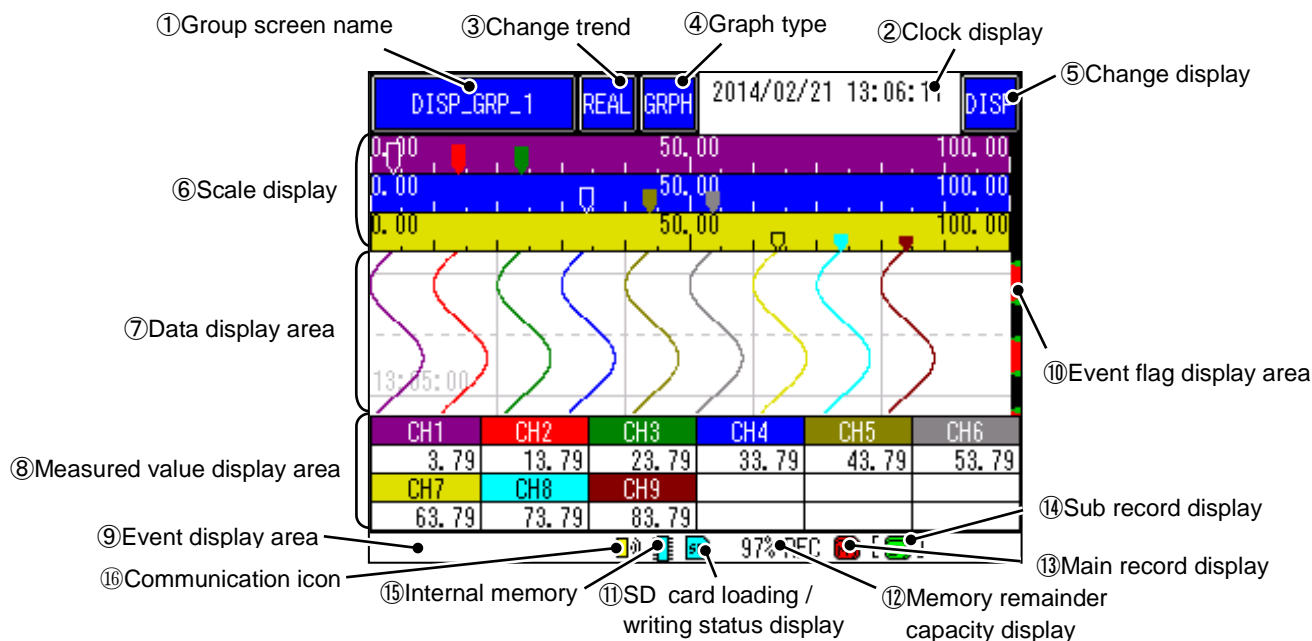 ①Group screen name
③Change trend
④Graph type
②Clock display
⑤Change display
DISP_GRP_1 REAL GRPH 2014/02/21 13:06:11 DISP
⑥Scale display
0.00 50.00 100.00
0.00 50.00 100.00
0.00 50.00 100.00
⑦Data display area
13:05:00
⑩Event flag display area
⑧Measured value display area
CH1 CH2 CH3 CH4 CH5 CH6
3.79 13.79 23.79 33.79 43.79 53.79
CH7 CH8 CH9
63.79 73.79 83.79
⑭Sub record display
⑨Event display area
97% REC
⑯Communication icon
⑮Internal memory
⑪SD card loading /
writing status display
⑫Memory remainder
capacity display
⑬Main record display